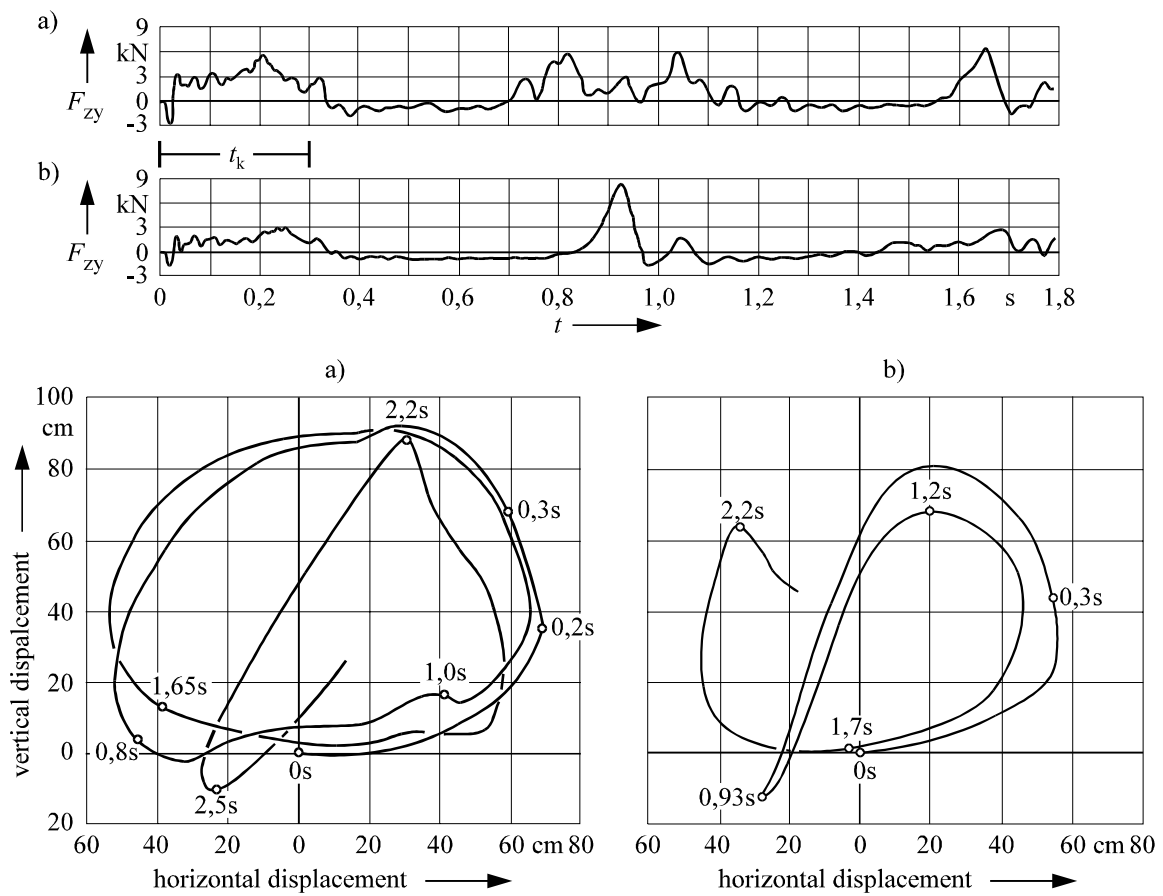 a)
9
kN
3
0
-3
F_zy
t_k
b)
9
kN
3
0
-3
F_zy
0 0,2 0,4 0,6 0,8 1,0 1,2 1,4 1,6 s 1,8
t
a)
b)
100
cm
80
60
40
20
0
20
vertical dispalcement
2,2s
0,3s
0,2s
1,0s
1,65s
0,8s
0s
2,5s
60 40 20 0 20 40 60 cm 80
horizontal displacement
2,2s
1,2s
0,3s
1,7s
0s
0,93s
60 40 20 0 20 40 60 cm 80
horizontal displacement